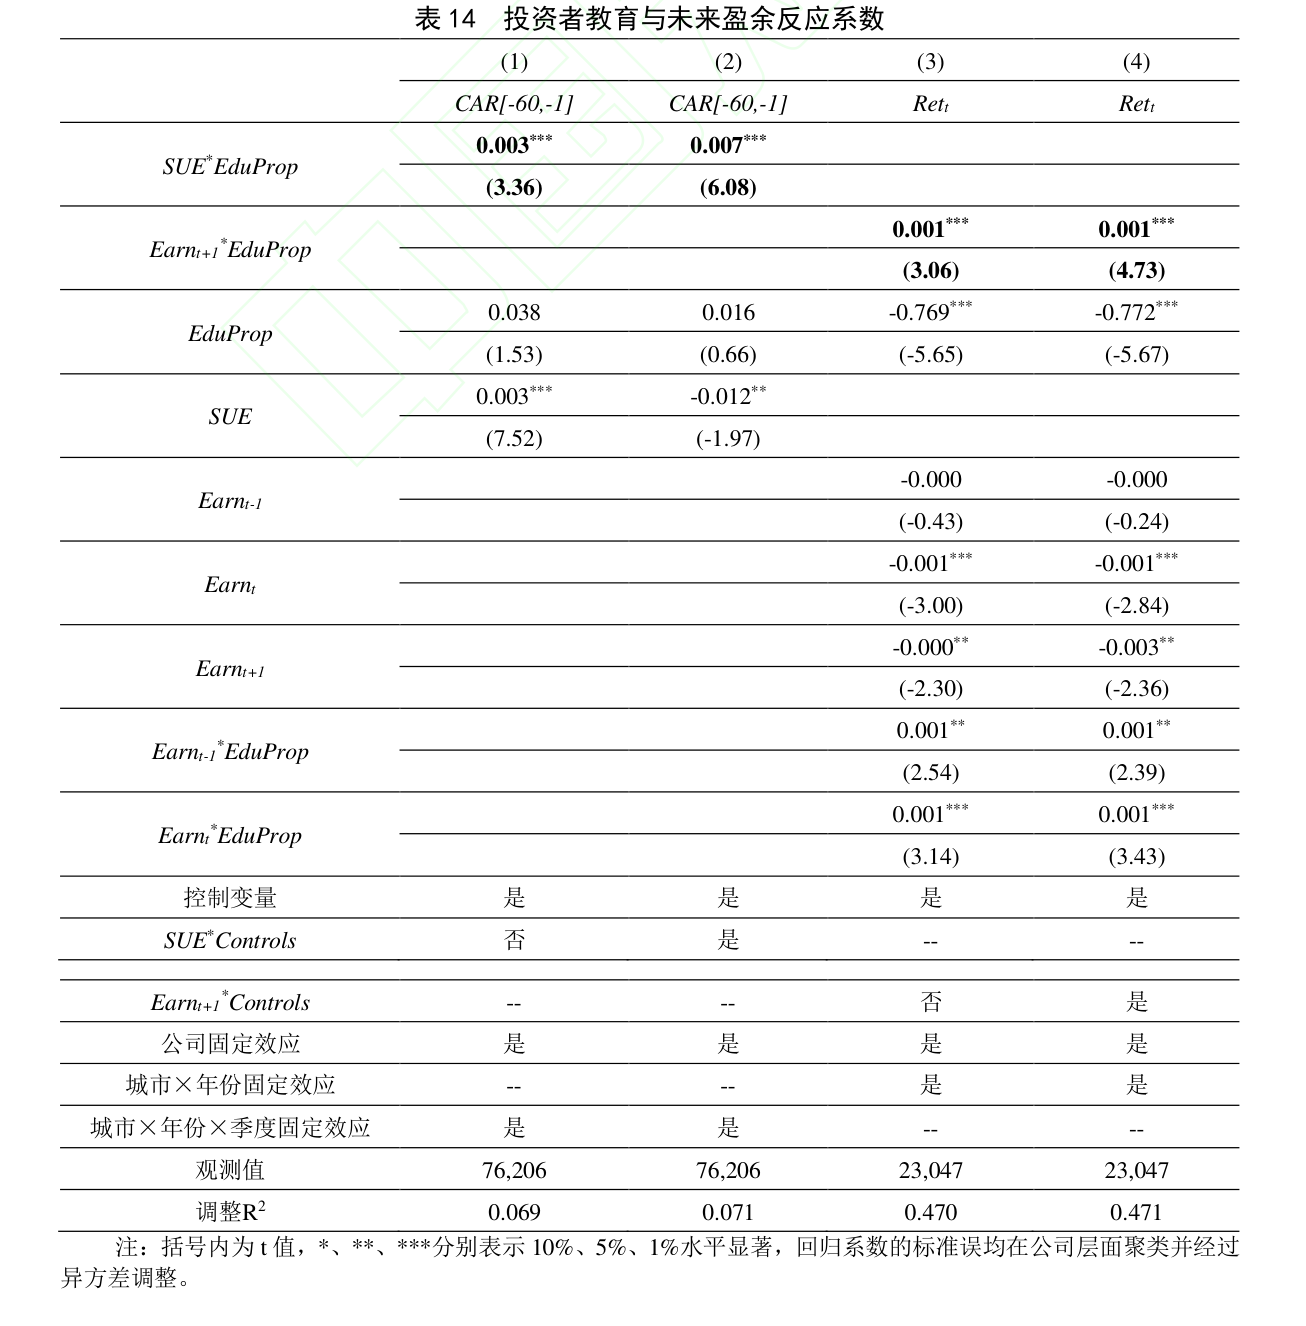 表 14 投资者教育与未来盈余反应系数
(1) (2) (3) (4)
CAR[-60,-1] CAR[-60,-1] Rett Rett
SUE*EduProp 0.003*** 0.007***
(3.36) (6.08)
Earnt+1*EduProp 0.001*** 0.001***
(3.06) (4.73)
EduProp 0.038 0.016 -0.769*** -0.772***
(1.53) (0.66) (-5.65) (-5.67)
SUE 0.003*** -0.012**
(7.52) (-1.97)
Earnt-1 -0.000 -0.000
(-0.43) (-0.24)
Earnt -0.001*** -0.001***
(-3.00) (-2.84)
Earnt+1 -0.000** -0.003**
(-2.30) (-2.36)
Earnt-1*EduProp 0.001** 0.001**
(2.54) (2.39)
Earnt*EduProp 0.001*** 0.001***
(3.14) (3.43)
控制变量 是 是 是 是
SUE*Controls 否 是 -- --
Earnt+1*Controls -- -- 否 是
公司固定效应 是 是 是 是
城市×年份固定效应 -- -- 是 是
城市×年份×季度固定效应 是 是 -- --
观测值 76,206 76,206 23,047 23,047
调整R2 0.069 0.071 0.470 0.471
注：括号内为 t 值，*、**、***分别表示 10%、5%、1%水平显著，回归系数的标准误均在公司层面聚类并经过
异方差调整。